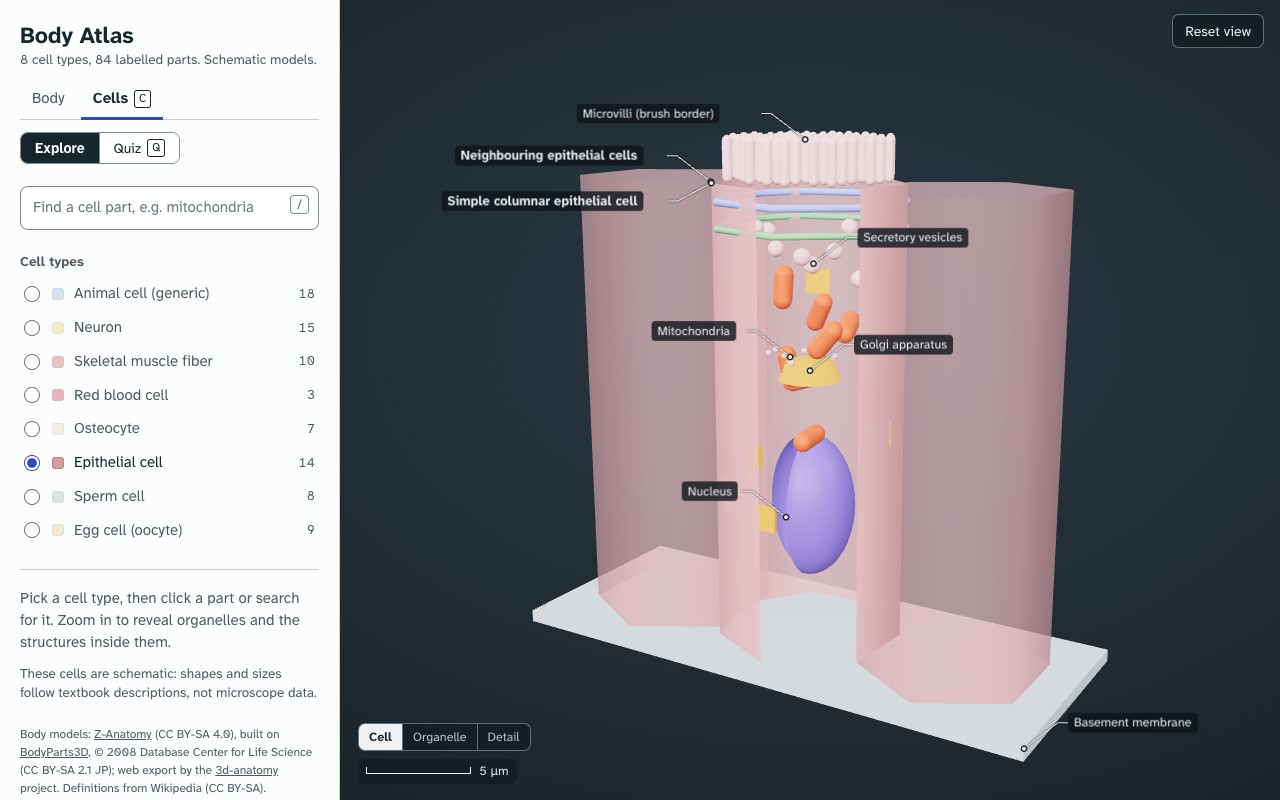 Body Atlas
8 cell types, 84 labelled parts. Schematic models.
Body
Cells C
Explore
Quiz Q
Find a cell part, e.g. mitochondria /
Cell types
Animal cell (generic) 18
Neuron 15
Skeletal muscle fiber 10
Red blood cell 3
Osteocyte 7
Epithelial cell 14
Sperm cell 8
Egg cell (oocyte) 9
Pick a cell type, then click a part or search
for it. Zoom in to reveal organelles and the
structures inside them.
These cells are schematic: shapes and sizes
follow textbook descriptions, not microscope data.
Body models: Z-Anatomy (CC BY-SA 4.0), built on
BodyParts3D, © 2008 Database Center for Life Science
(CC BY-SA 2.1 JP); web export by the 3d-anatomy
project. Definitions from Wikipedia (CC BY-SA).
Reset view
Microvilli (brush border)
Neighbouring epithelial cells
Simple columnar epithelial cell
Secretory vesicles
Mitochondria
Golgi apparatus
Nucleus
Basement membrane
Cell
Organelle
Detail
5 µm